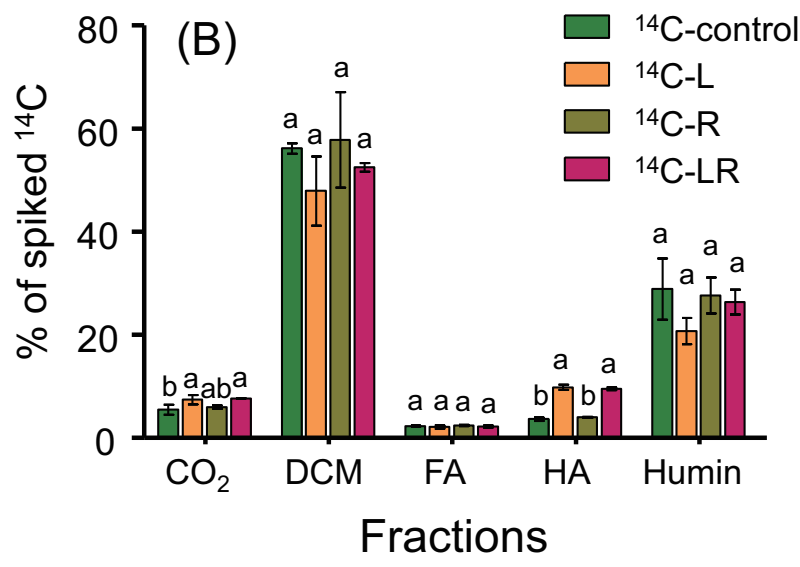 (B)
¹⁴C-control
¹⁴C-L
¹⁴C-R
¹⁴C-LR
% of spiked ¹⁴C
80
60
40
20
0
b a ab a
a a a a
a a a a
b a b a
a a a a
CO₂ DCM FA HA Humin
Fractions